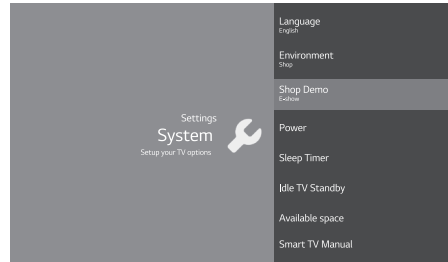 Settings
System
Setup your TV options
Language
English
Environment
Shop
Shop Demo
E-show
Power
Sleep Timer
Idle TV Standby
Available space
Smart TV Manual